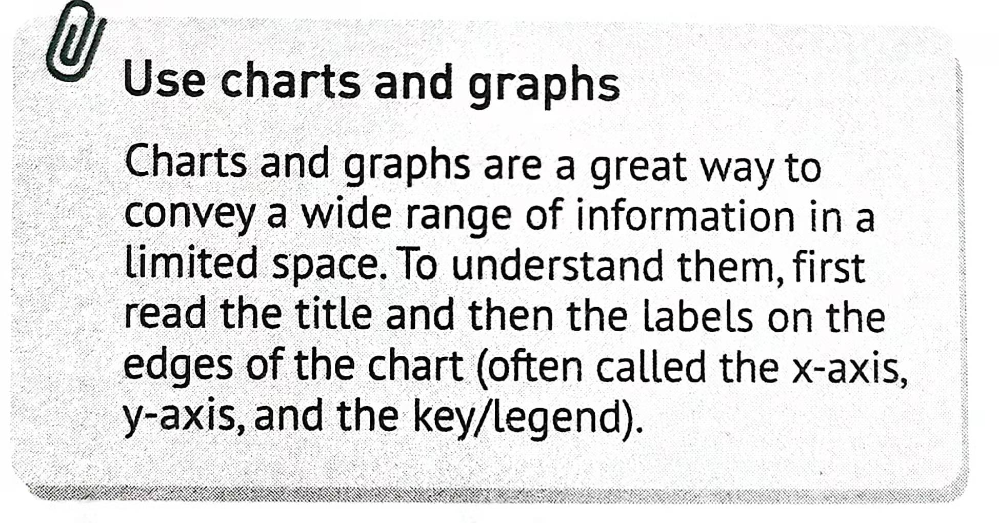 Use charts and graphs
Charts and graphs are a great way to
convey a wide range of information in a
limited space. To understand them, first
read the title and then the labels on the
edges of the chart (often called the x-axis,
y-axis, and the key/legend).